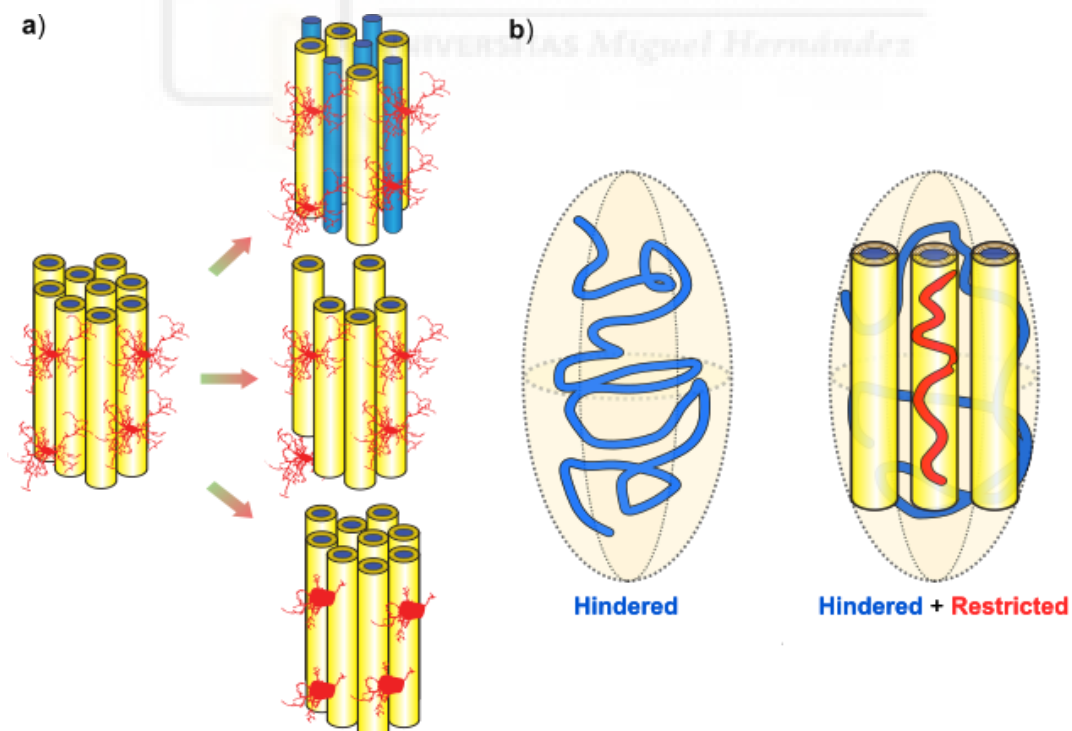 a)
b)
UNIVERSITAS Miguel Hernández
Hindered
Hindered + Restricted